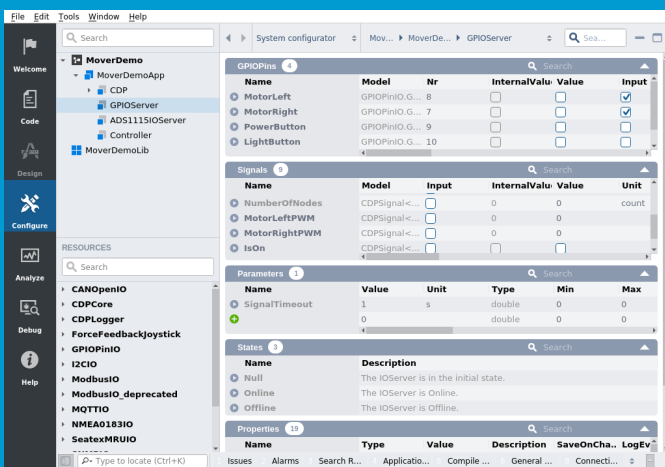 File Edit Tools Window Help
Welcome
Code
Design
Configure
Analyze
Debug
Help
Search
MoverDemo
MoverDemoApp
CDP
GPIOServer
ADS1115IOServer
Controller
MoverDemoLib
RESOURCES
Search
CANOpenIO
CDPCore
CDPLogger
ForceFeedbackJoystick
GPIOPinIO
I2CIO
ModbusIO
ModbusIO_deprecated
MQTTIO
NMEA0183IO
SeatexMRUIO
System configurator Mov... MoverDe... GPIOServer Sea...
GPIOPins 4 Search
Name Model Nr InternalValu Value Input
MotorLeft GPIOPinIO.G... 8
MotorRight GPIOPinIO.G... 7
PowerButton GPIOPinIO.G... 9
LightButton GPIOPinIO.G... 10
Signals 9 Search
Name Model Input InternalValu Value Unit
NumberOfNodes CDPSignal<... 0 0 count
MotorLeftPWM CDPSignal<... 0 0
MotorRightPWM CDPSignal<... 0 0
IsOn CDPSignal<...
Parameters 1 Search
Name Value Unit Type Min Max
SignalTimeout 1 s double 0 0
0 double 0 0
States 3 Search
Name Description
Null The IOServer is in the initial state.
Online The IOServer is Online.
Offline The IOServer is Offline.
Properties 19 Search
Name Type Value Description SaveOnCha.. LogEv
Type to locate (Ctrl+K) 1 Issues 2 Alarms 3 Search R... 4 Applicatio... 5 Compile ... 6 General ... 8 Connecti...